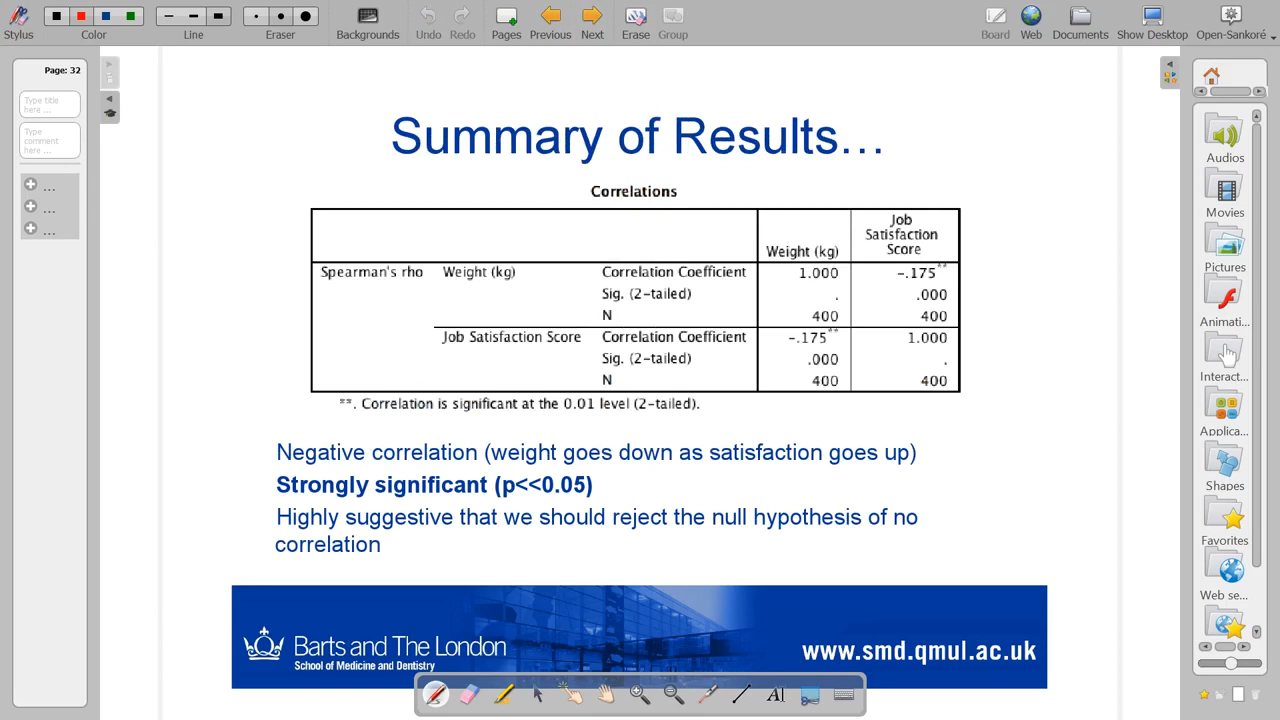 Stylus
Color
Line
Eraser
Backgrounds
Undo
Redo
Pages
Previous
Next
Erase
Group
Board
Web
Documents
Show Desktop
Open-Sankoré
Page: 32
Type title
here ...
Type
comment
here ...
...
...
...
Summary of Results…
Correlations
Weight (kg) Job Satisfaction Score
Spearman's rho Weight (kg) Correlation Coefficient 1.000 -.175**
Sig. (2-tailed) . .000
N 400 400
Job Satisfaction Score Correlation Coefficient -.175** 1.000
Sig. (2-tailed) .000 .
N 400 400
**. Correlation is significant at the 0.01 level (2-tailed).
Negative correlation (weight goes down as satisfaction goes up)
Strongly significant (p<<0.05)
Highly suggestive that we should reject the null hypothesis of no
correlation
Barts and The London
School of Medicine and Dentistry
www.smd.qmul.ac.uk
Audios
Movies
Pictures
Animati...
Interact...
Applica...
Shapes
Favorites
Web se...